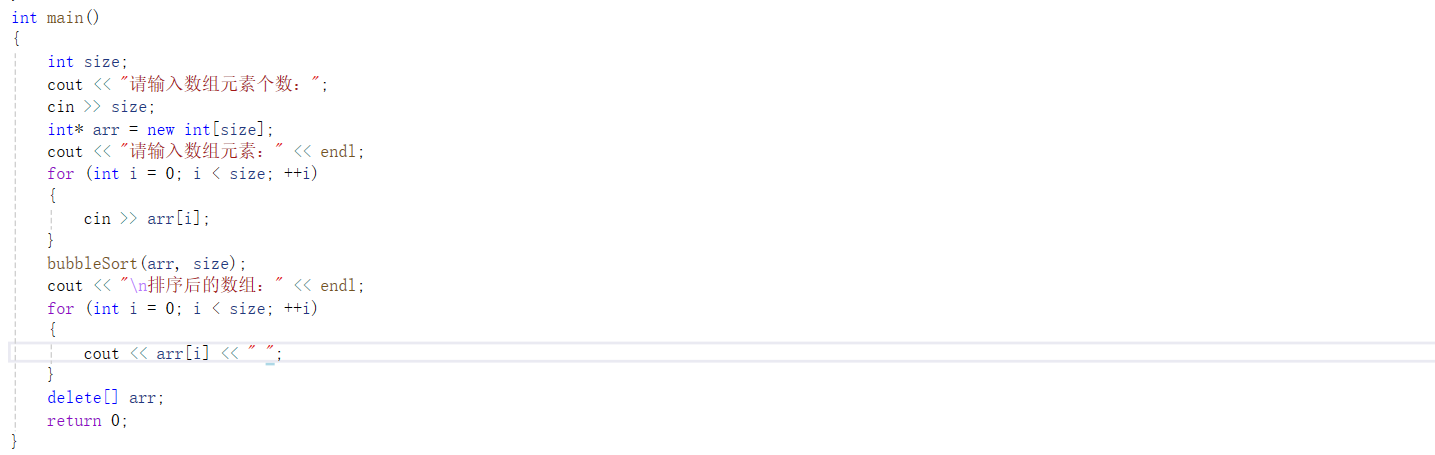 int main()
{
    int size;
    cout << "请输入数组元素个数：";
    cin >> size;
    int* arr = new int[size];
    cout << "请输入数组元素：" << endl;
    for (int i = 0; i < size; ++i)
    {
        cin >> arr[i];
    }
    bubbleSort(arr, size);
    cout << "\n排序后的数组：" << endl;
    for (int i = 0; i < size; ++i)
    {
        cout << arr[i] << " ";
    }
    delete[] arr;
    return 0;
}